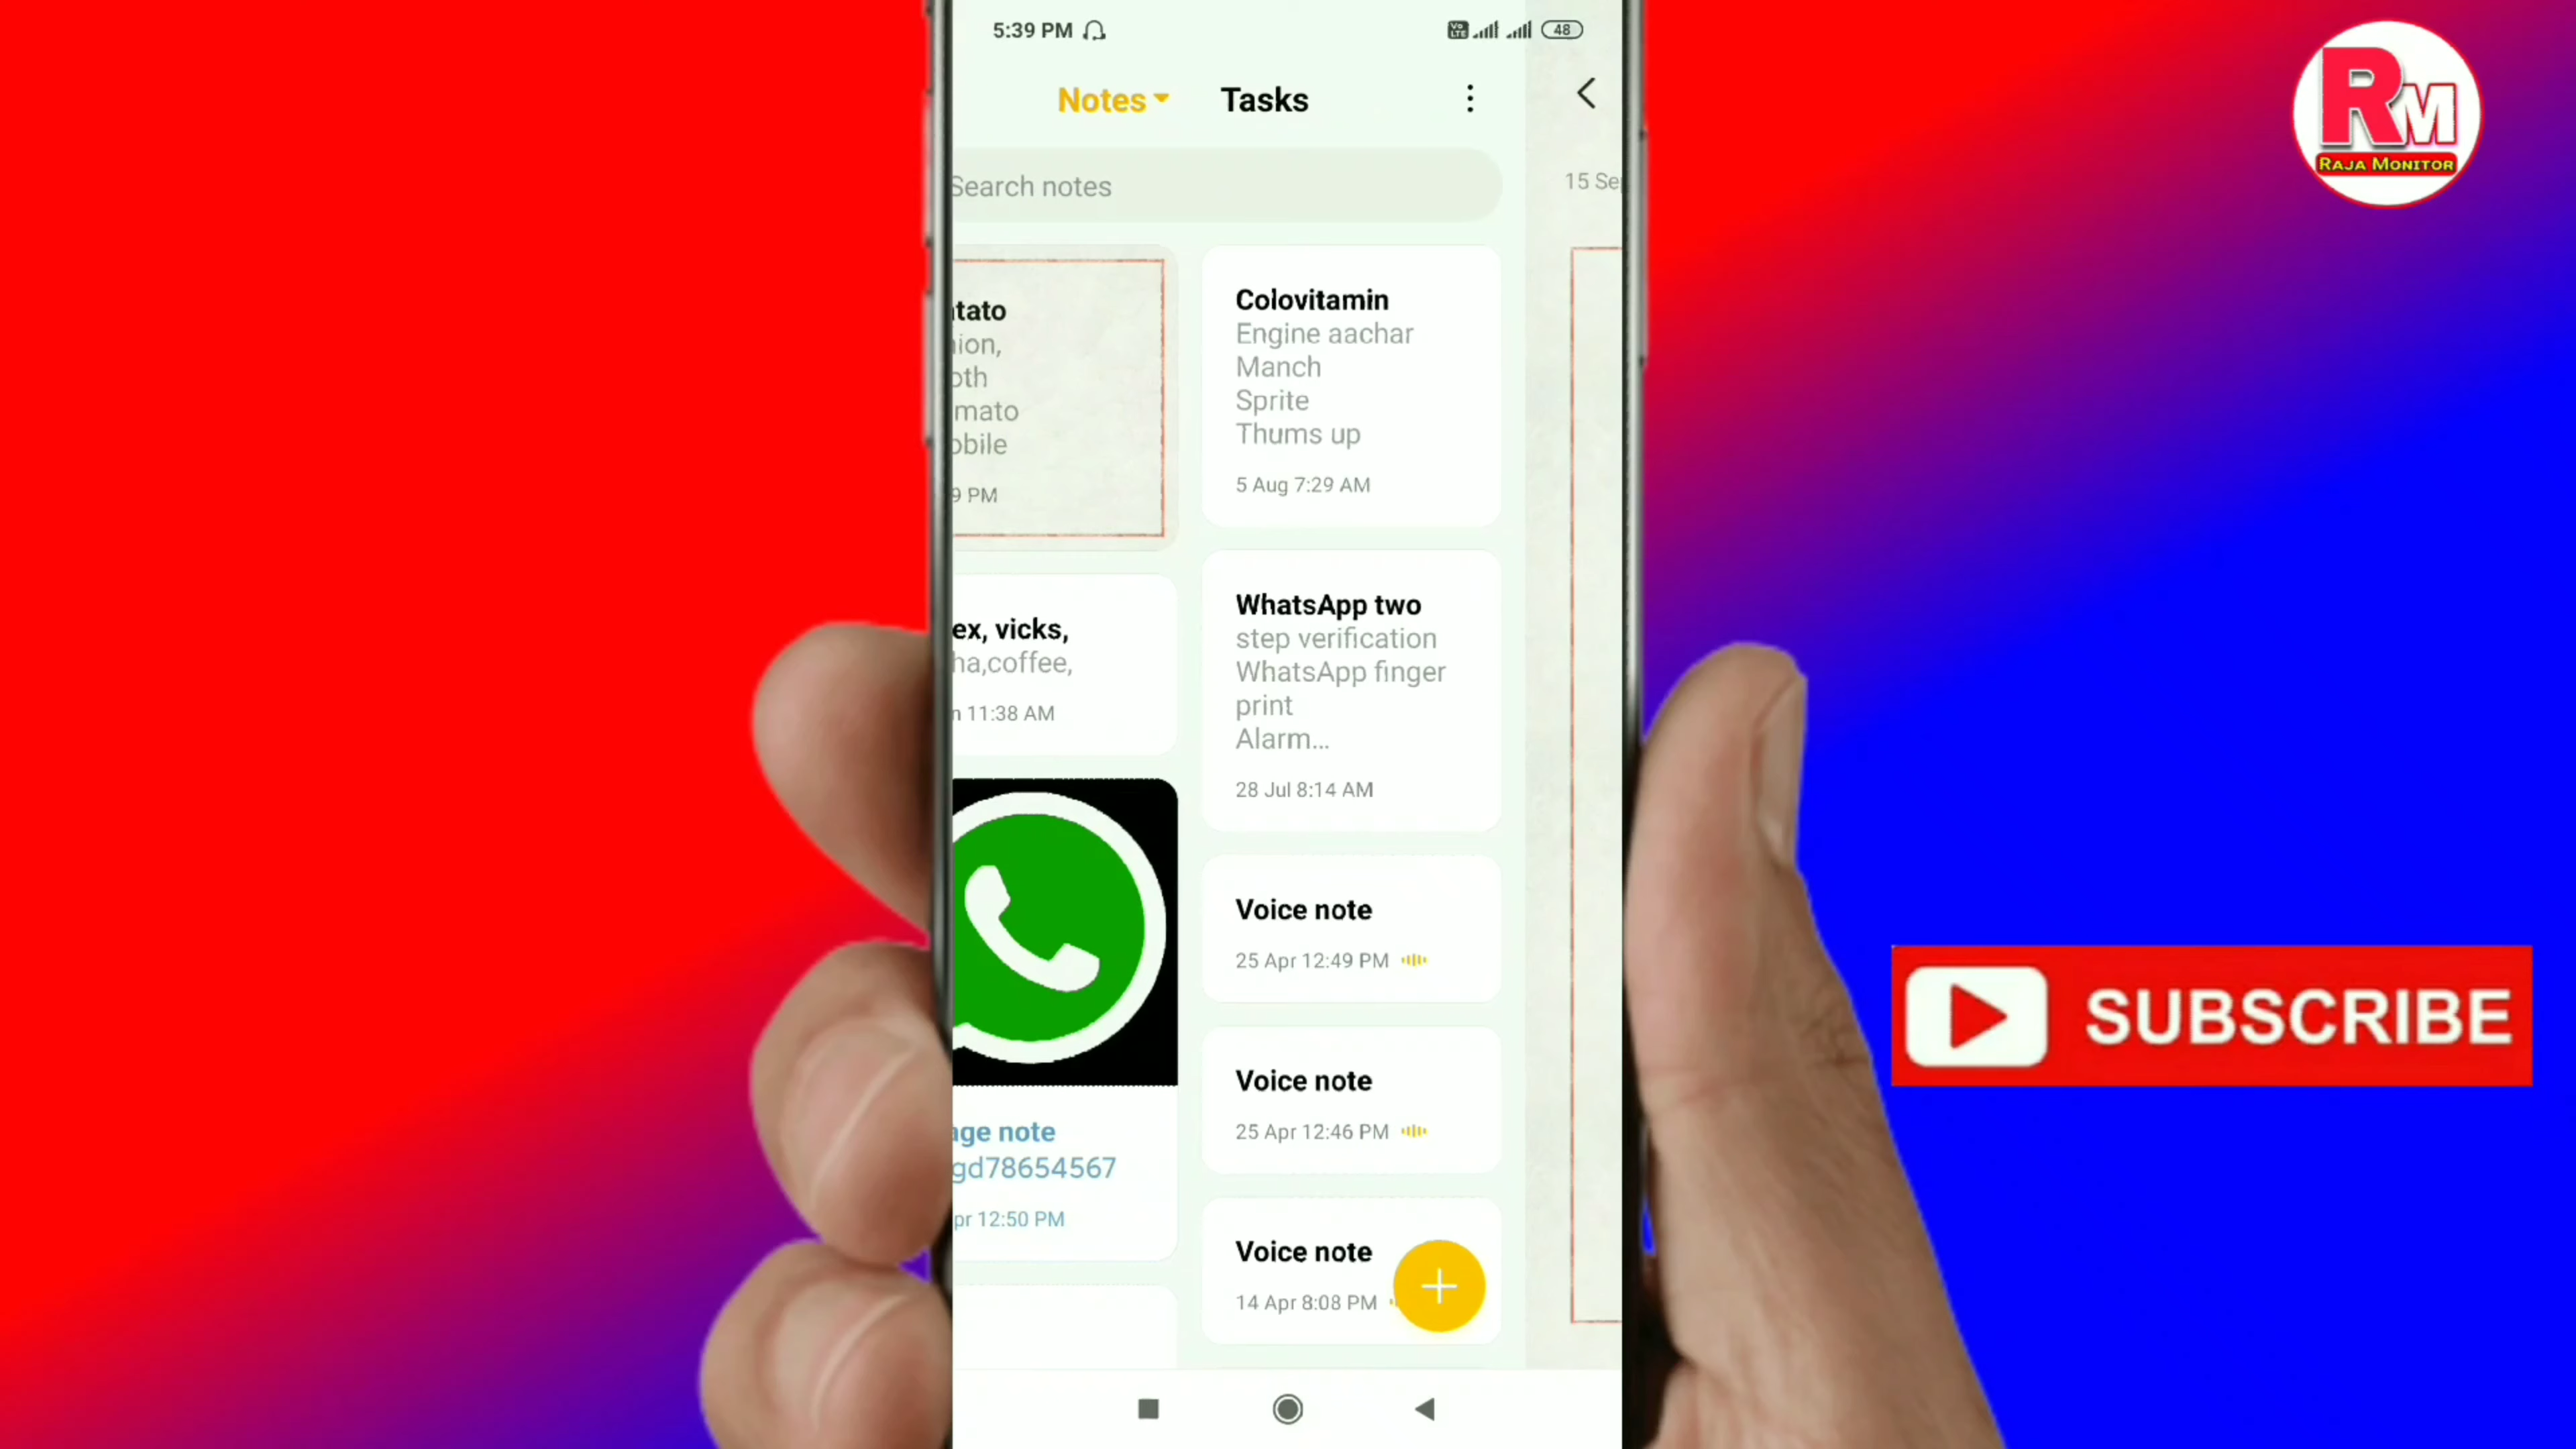 5:39 PM
Vo LTE
48
RM
RAJA MONITOR
Notes
Tasks
Search notes
15 Se
tato
nion,
oth
mato
obile
9 PM
Colovitamin
Engine aachar
Manch
Sprite
Thums up
5 Aug 7:29 AM
ex, vicks,
ha,coffee,
n 11:38 AM
WhatsApp two
step verification
WhatsApp finger
print
Alarm...
28 Jul 8:14 AM
Voice note
25 Apr 12:49 PM
Voice note
25 Apr 12:46 PM
age note
gd78654567
pr 12:50 PM
Voice note
14 Apr 8:08 PM
SUBSCRIBE